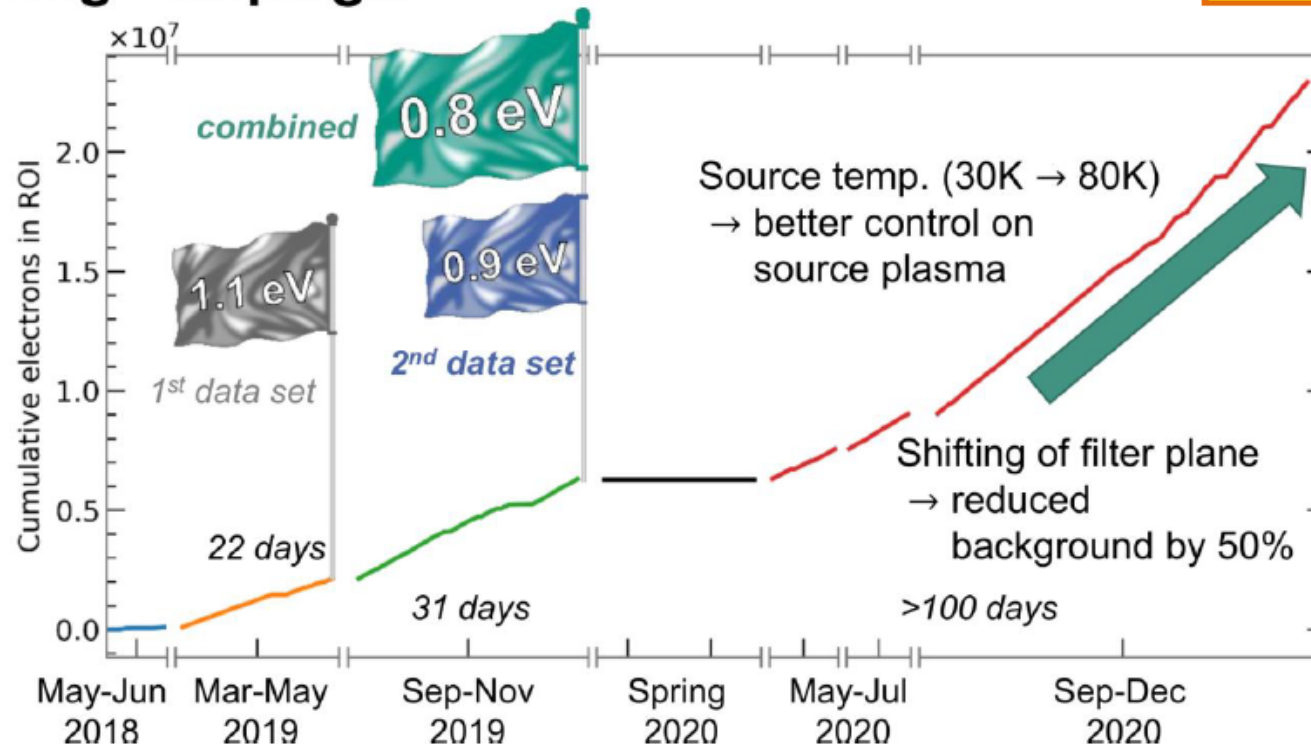 ×10⁷
Cumulative electrons in ROI
2.0
1.5
1.0
0.5
0.0
combined
0.8 eV
1.1 eV
0.9 eV
1st data set
2nd data set
22 days
31 days
>100 days
Source temp. (30K → 80K)
→ better control on
source plasma
Shifting of filter plane
→ reduced
background by 50%
May-Jun
2018
Mar-May
2019
Sep-Nov
2019
Spring
2020
May-Jul
2020
Sep-Dec
2020